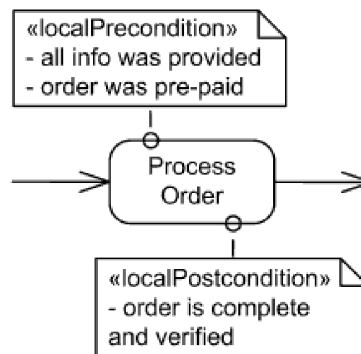 «localPrecondition»
- all info was provided
- order was pre-paid
Process
Order
«localPostcondition»
- order is complete
and verified